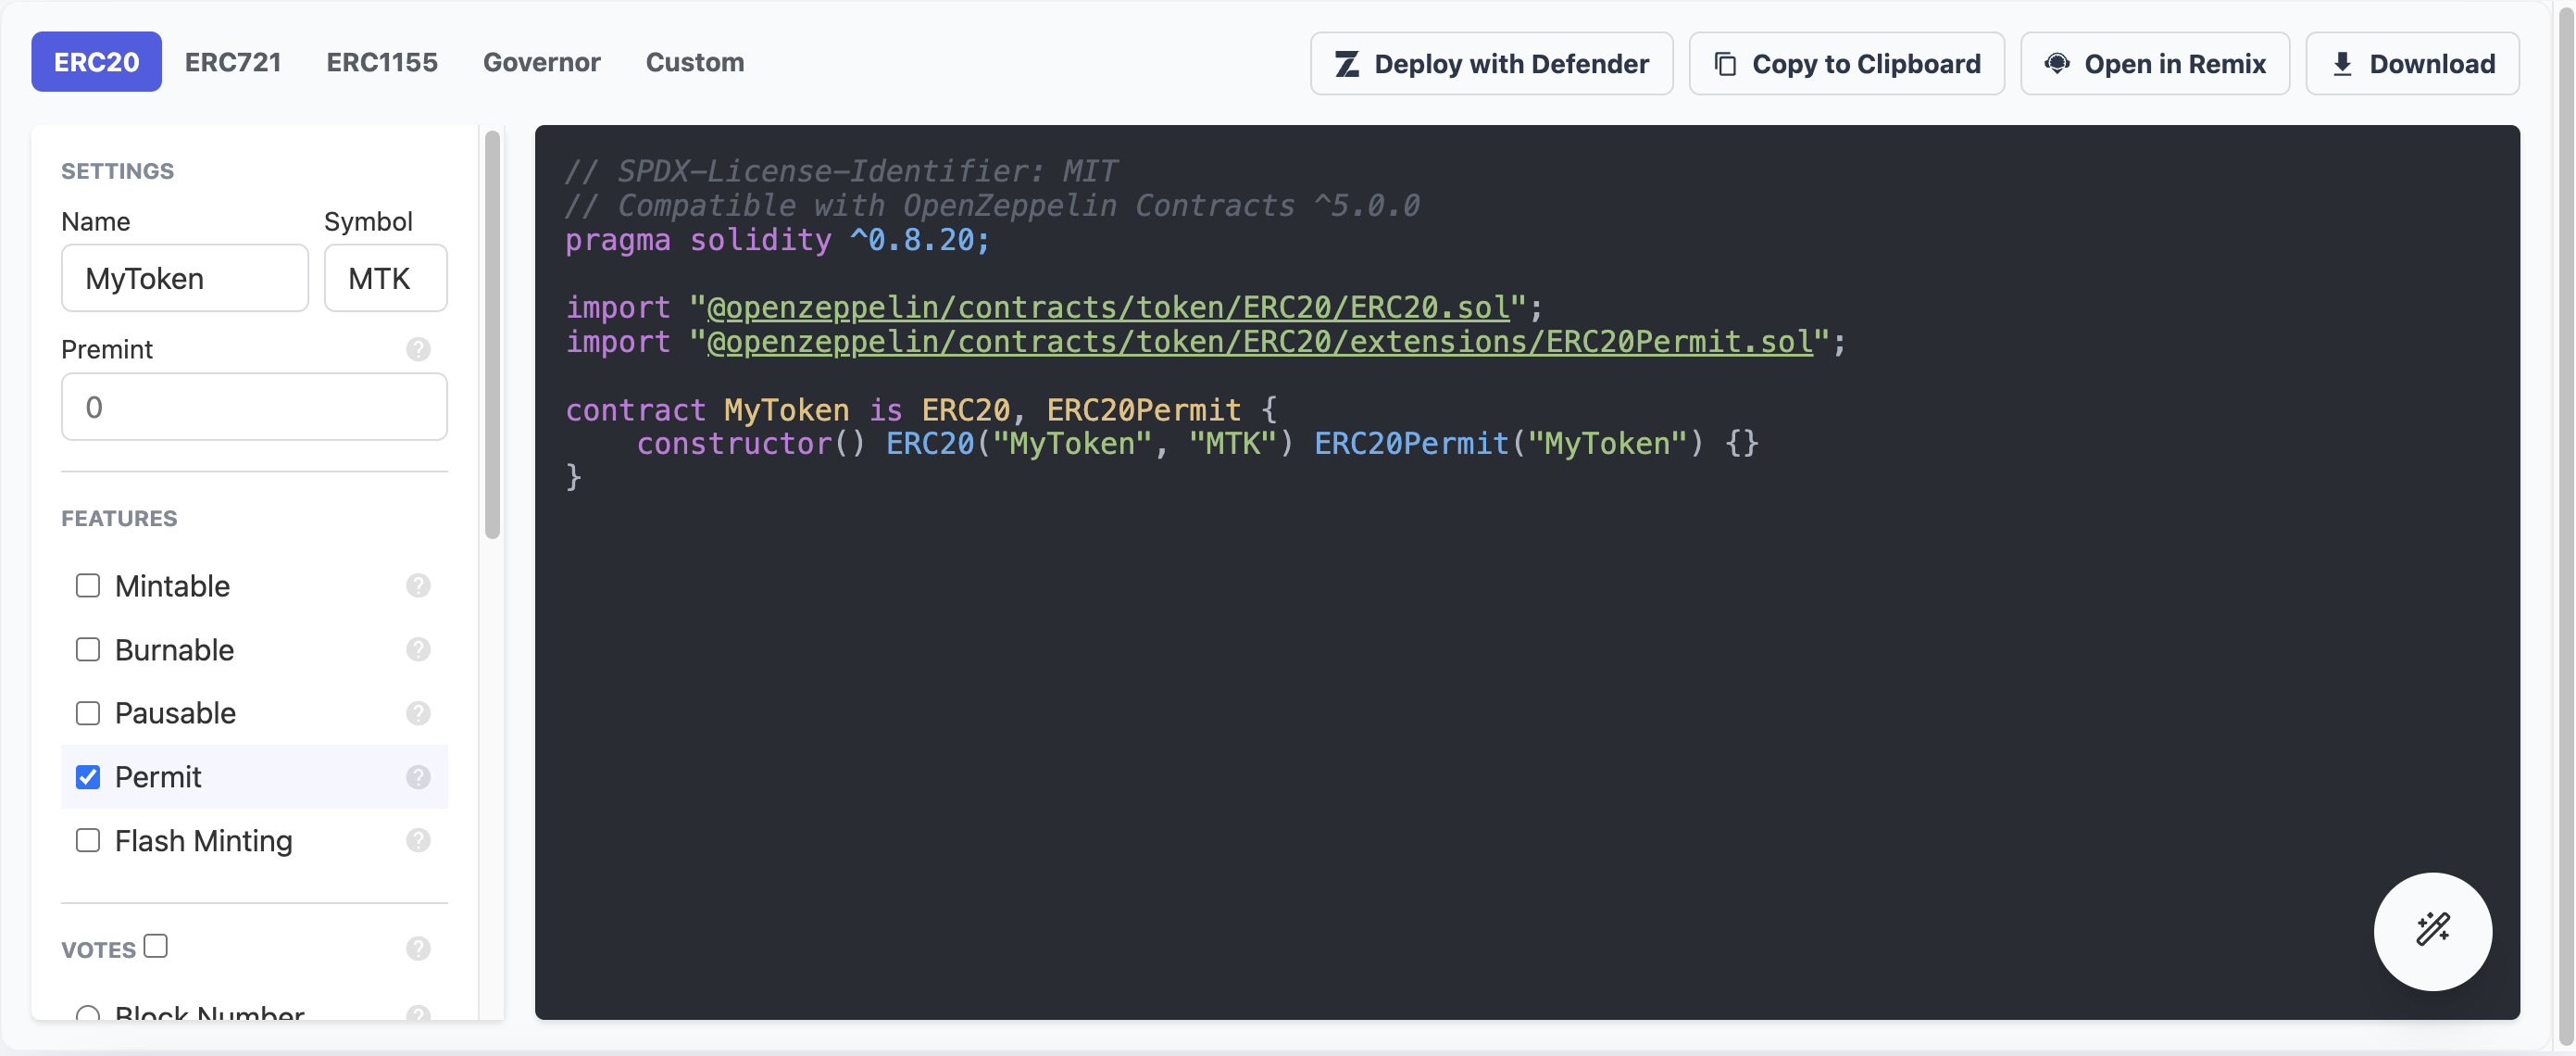 ERC20 ERC721 ERC1155 Governor Custom Deploy with Defender Copy to Clipboard Open in Remix Download
SETTINGS
Name Symbol
MyToken MTK
Premint ?
0
FEATURES
Mintable ?
Burnable ?
Pausable ?
Permit ?
Flash Minting ?
VOTES ?
Block Number ?
// SPDX-License-Identifier: MIT
// Compatible with OpenZeppelin Contracts ^5.0.0
pragma solidity ^0.8.20;
import "@openzeppelin/contracts/token/ERC20/ERC20.sol";
import "@openzeppelin/contracts/token/ERC20/extensions/ERC20Permit.sol";
contract MyToken is ERC20, ERC20Permit {
    constructor() ERC20("MyToken", "MTK") ERC20Permit("MyToken") {}
}